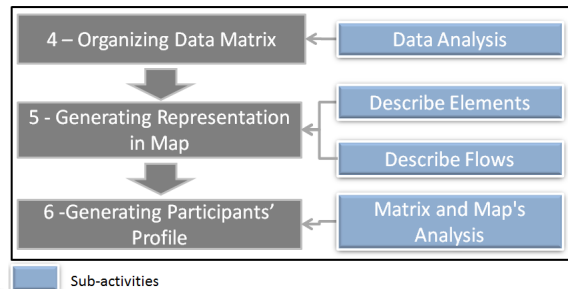 4 – Organizing Data Matrix
Data Analysis
5 - Generating Representation
in Map
Describe Elements
Describe Flows
6 -Generating Participants’
Profile
Matrix and Map's
Analysis
Sub-activities